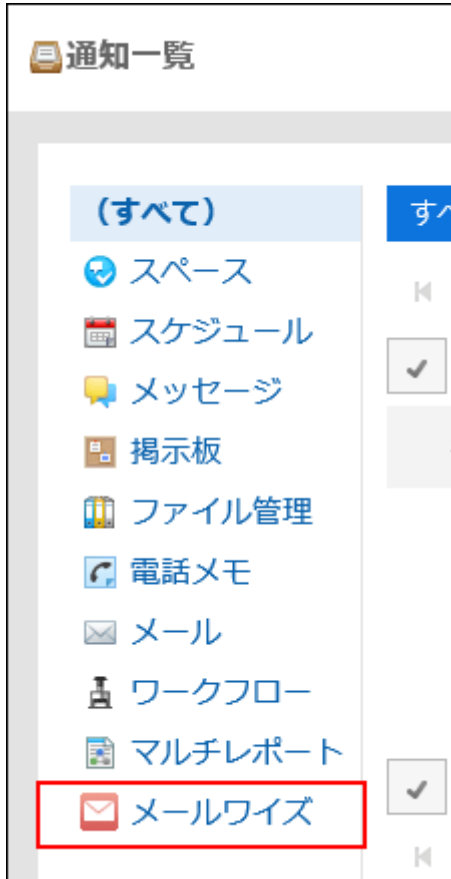 通知一覧
(すべて)
すべ
スペース
スケジュール
メッセージ
掲示板
ファイル管理
電話メモ
メール
ワークフロー
マルチレポート
メールワイズ